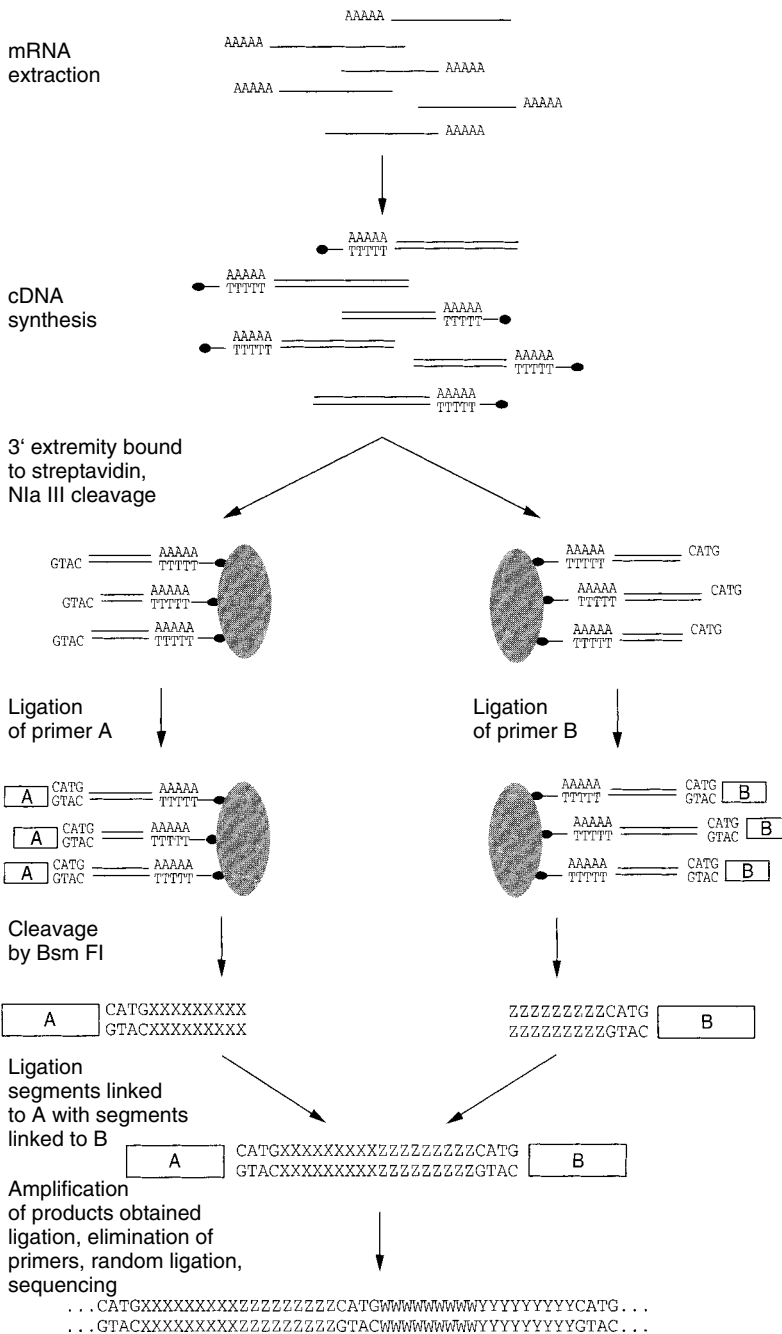 AAAAA
mRNA
extraction
AAAAA
AAAAA
AAAAA
AAAAA
AAAAA
cDNA
synthesis
AAAAA
TTTTT
AAAAA
TTTTT
AAAAA
TTTTT
AAAAA
TTTTT
AAAAA
TTTTT
AAAAA
TTTTT
3‘ extremity bound
to streptavidin,
Nla III cleavage
GTAC AAAAA
TTTTT
GTAC AAAAA
TTTTT
GTAC AAAAA
TTTTT
AAAAA CATG
TTTTT
AAAAA CATG
TTTTT
AAAAA CATG
TTTTT
Ligation
of primer A
Ligation
of primer B
A CATG AAAAA
GTAC TTTTT
A CATG AAAAA
GTAC TTTTT
A CATG AAAAA
GTAC TTTTT
AAAAA CATG B
TTTTT GTAC
AAAAA CATG B
TTTTT GTAC
AAAAA CATG B
TTTTT GTAC
Cleavage
by Bsm FI
A CATGXXXXXXXXX
GTACXXXXXXXXX
ZZZZZZZZZCATG B
ZZZZZZZZZGTAC
Ligation
segments linked
to A with segments
linked to B
A CATGXXXXXXXXXZZZZZZZZZCATG B
GTACXXXXXXXXXZZZZZZZZZGTAC
Amplification
of products obtained
ligation, elimination of
primers, random ligation,
sequencing
...CATGXXXXXXXXXZZZZZZZZZCATGWWWWWWWWWYYYYYYYYYCATG...
...GTACXXXXXXXXXZZZZZZZZZGTACWWWWWWWWWYYYYYYYYYGTAC...